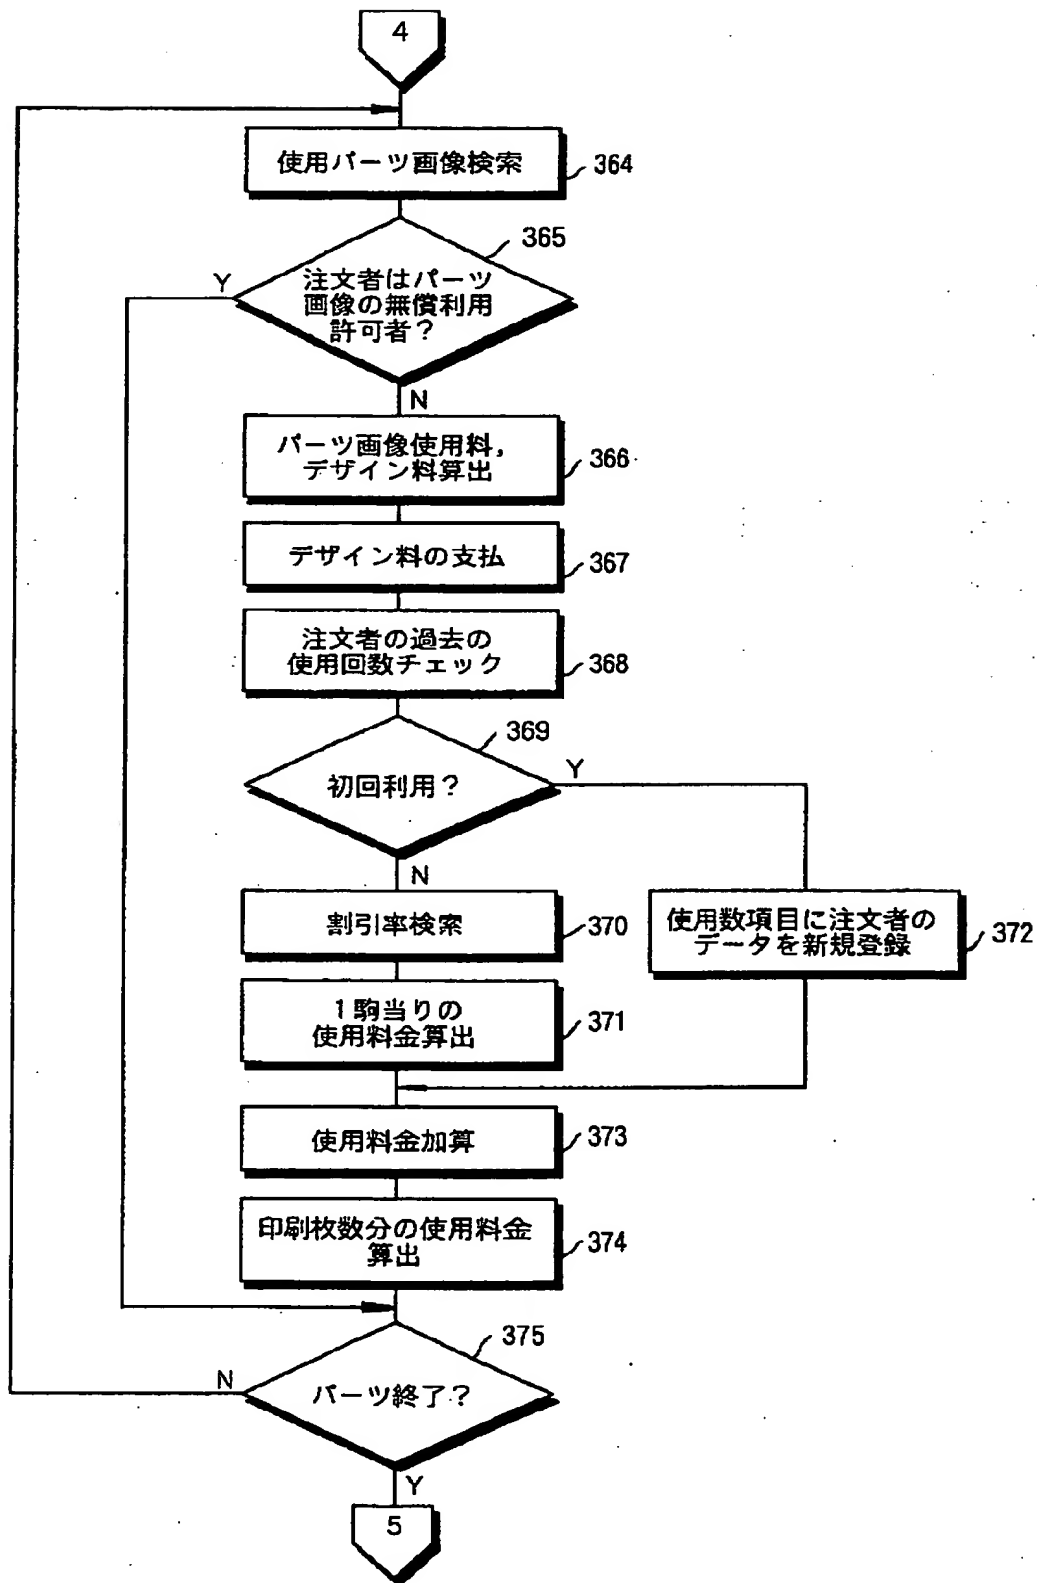 4
使用パーツ画像検索
364
365
Y
注文者はパーツ
画像の無償利用
許可者？
N
パーツ画像使用料，
デザイン料算出
366
デザイン料の支払
367
注文者の過去の
使用回数チェック
368
369
初回利用？
Y
N
割引率検索
370
使用数項目に注文者の
データを新規登録
372
1駒当りの
使用料金算出
371
使用料金加算
373
印刷枚数分の使用料金
算出
374
375
N
パーツ終了？
Y
5